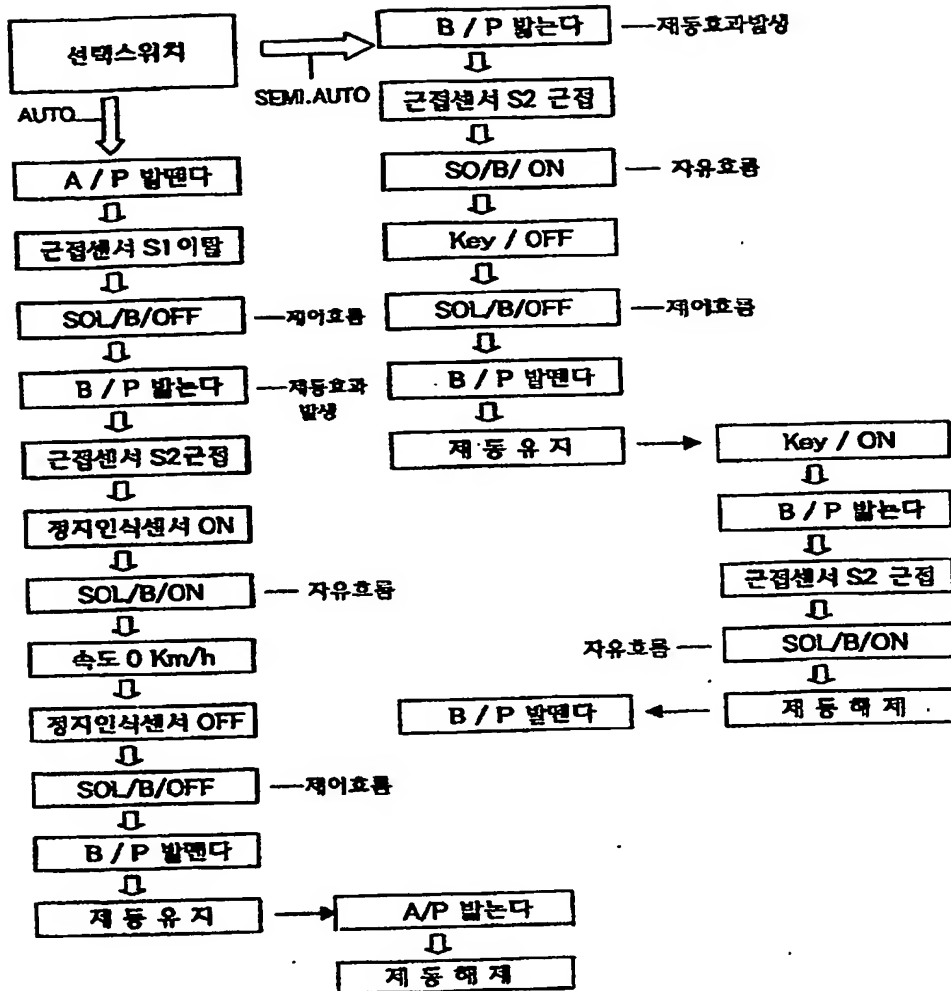 선택스위치
AUTO
A / P 발뗀다
근접센서 S1 이탈
SOL/B/OFF
제어흐름
B / P 밟는다
제동효과
발생
근접센서 S2근접
정지인식센서 ON
SOL/B/ON
자유흐름
속도 0 Km/h
정지인식센서 OFF
SOL/B/OFF
제어흐름
B / P 발뗀다
제 동 유 지
A/P 밟는다
제 동 해 제
SEMI.AUTO
B / P 밟는다
제동효과발생
근접센서 S2 근접
SO/B/ ON
자유흐름
Key / OFF
SOL/B/OFF
제어흐름
B / P 발뗀다
제 동 유 지
Key / ON
B / P 밟는다
근접센서 S2 근접
SOL/B/ON
자유흐름
제 동 해 제
B / P 발뗀다